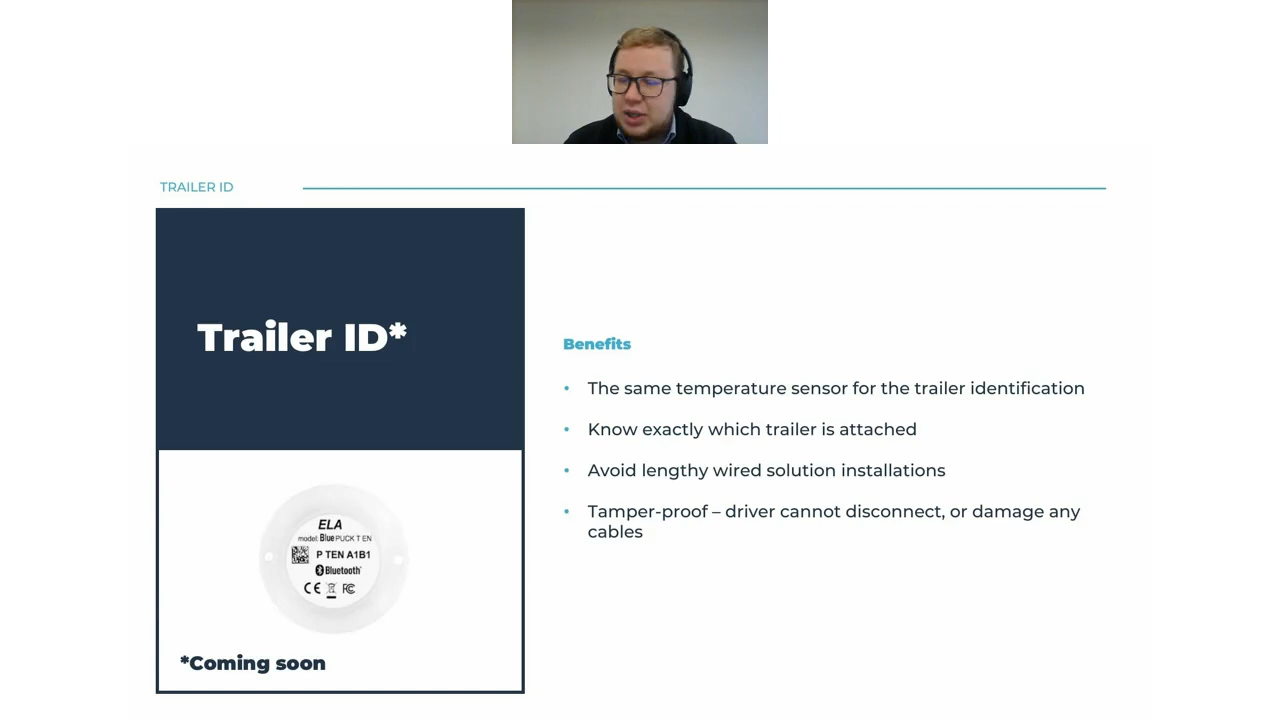 TRAILER ID
Trailer ID*
Benefits
• The same temperature sensor for the trailer identification
• Know exactly which trailer is attached
• Avoid lengthy wired solution installations
• Tamper-proof – driver cannot disconnect, or damage any
cables
ELA
model: Blue PUCK T EN
P TEN A1B1
Bluetooth®
CE FC
*Coming soon